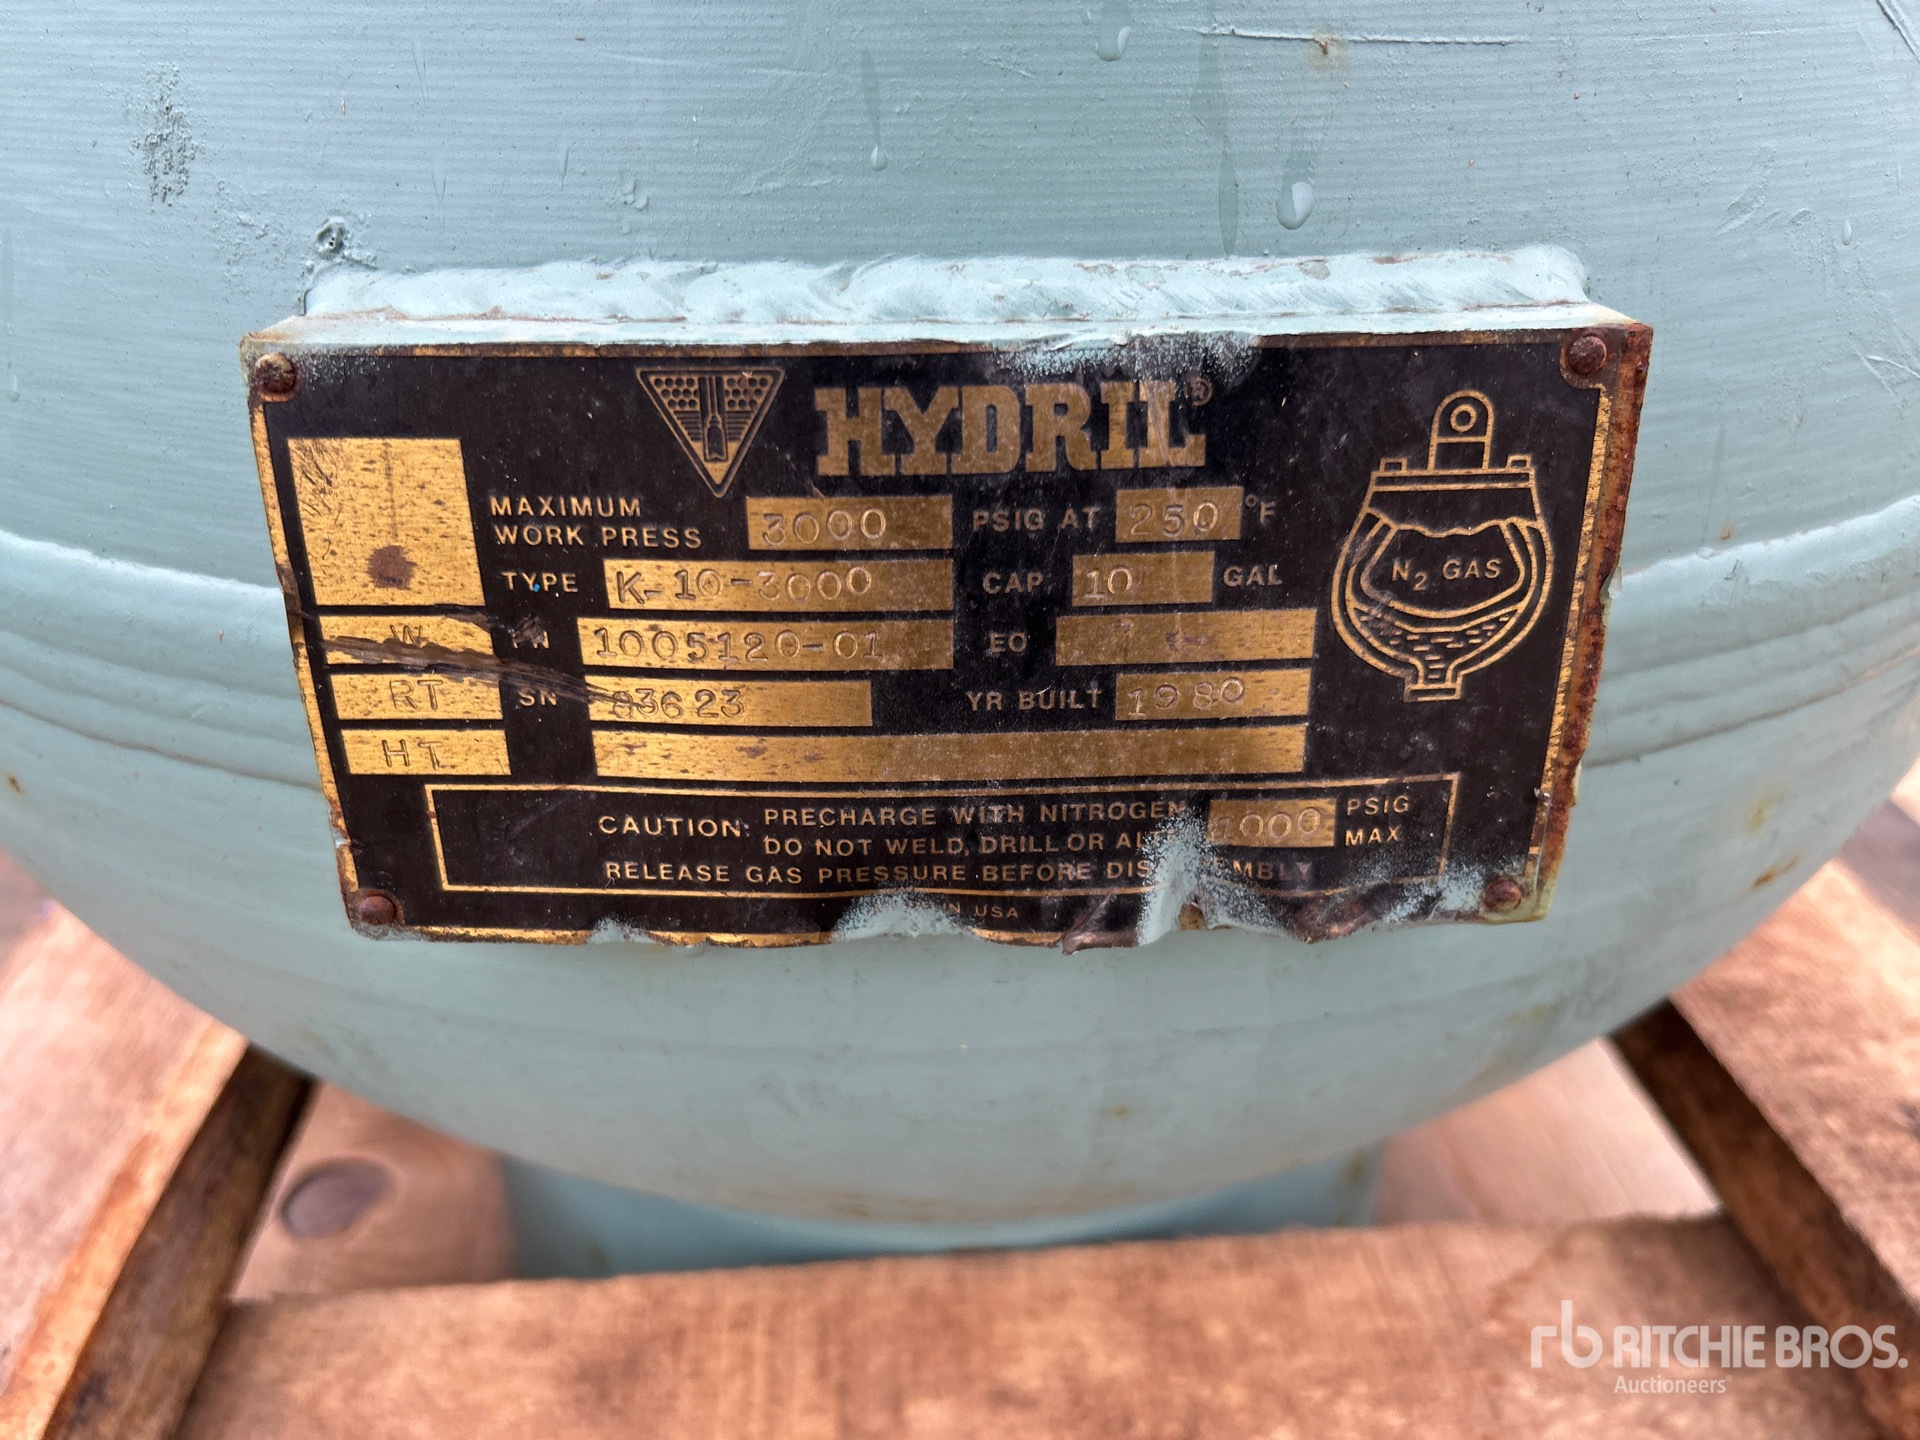 HYDRIL®
MAXIMUM
WORK PRESS 3000 PSIG AT 250 °F
TYPE K-10-3000 CAP 10 GAL
W PN 1005120-01 EO
RT SN 83623 YR BUILT 1980
HT
N2 GAS
CAUTION: PRECHARGE WITH NITROGEN 1000 PSIG MAX
DO NOT WELD, DRILL OR
RELEASE GAS PRESSURE BEFORE
IN USA
rb RITCHIE BROS.
Auctioneers